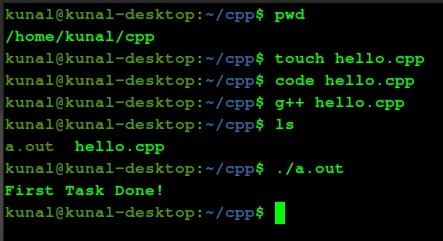 kunal@kunal-desktop:~/cpp$ pwd
/home/kunal/cpp
kunal@kunal-desktop:~/cpp$ touch hello.cpp
kunal@kunal-desktop:~/cpp$ code hello.cpp
kunal@kunal-desktop:~/cpp$ g++ hello.cpp
kunal@kunal-desktop:~/cpp$ ls
a.out  hello.cpp
kunal@kunal-desktop:~/cpp$ ./a.out
First Task Done!
kunal@kunal-desktop:~/cpp$